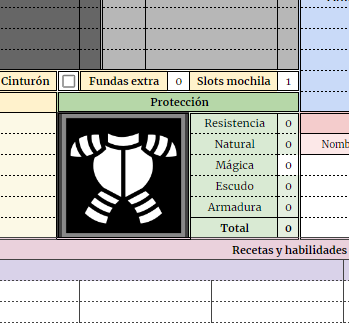 Cinturón Fundas extra 0 Slots mochila 1
Protección
Resistencia 0
Natural 0
Mágica 0
Escudo 0
Armadura 0
Total 0
Recetas y habilidades